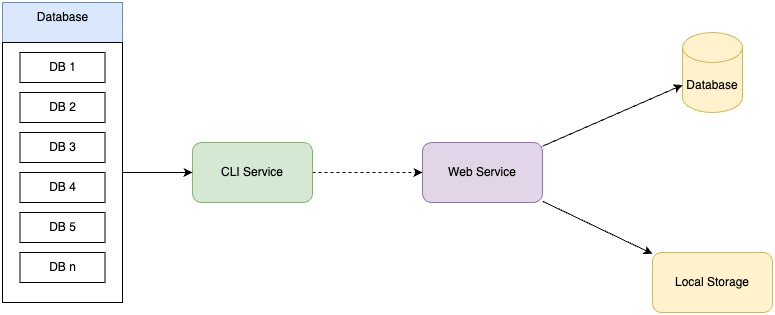 Database
DB 1
DB 2
DB 3
DB 4
DB 5
DB n
CLI Service
Web Service
Database
Local Storage